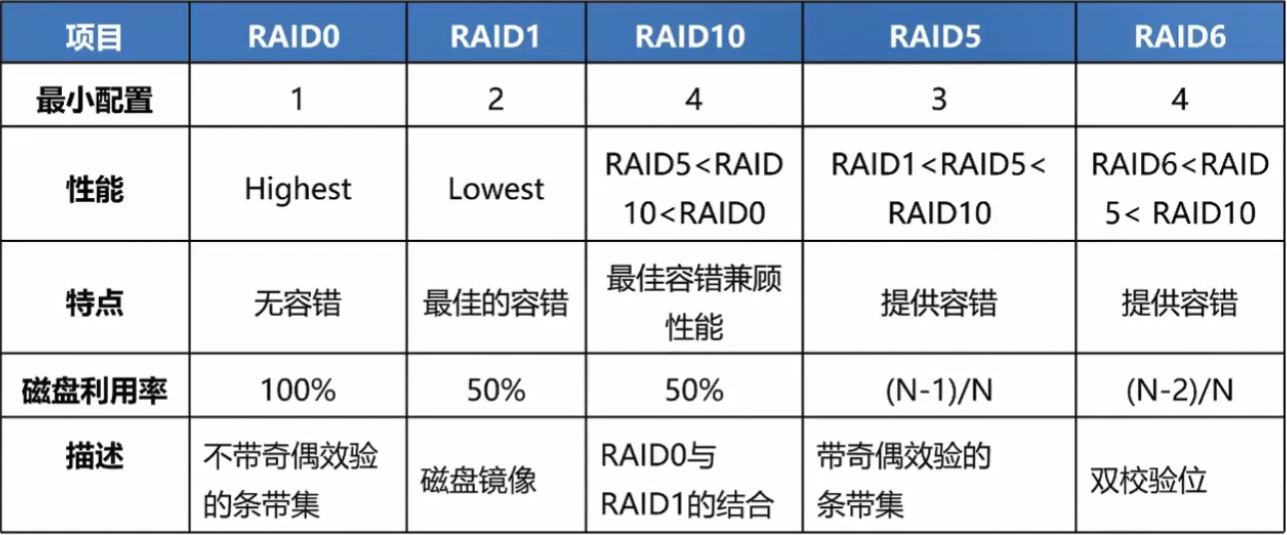 项目 RAID0 RAID1 RAID10 RAID5 RAID6
最小配置 1 2 4 3 4
性能 Highest Lowest RAID5<RAID
10<RAID0 RAID1<RAID5<
RAID10 RAID6<RAID
5< RAID10
特点 无容错 最佳的容错 最佳容错兼顾
性能 提供容错 提供容错
磁盘利用率 100% 50% 50% (N-1)/N (N-2)/N
描述 不带奇偶效验
的条带集 磁盘镜像 RAID0与
RAID1的结合 带奇偶效验的
条带集 双校验位